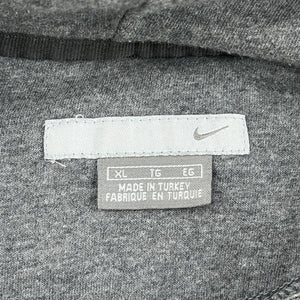 XL TG EG
MADE IN TURKEY
FABRIQUE EN TURQUIE